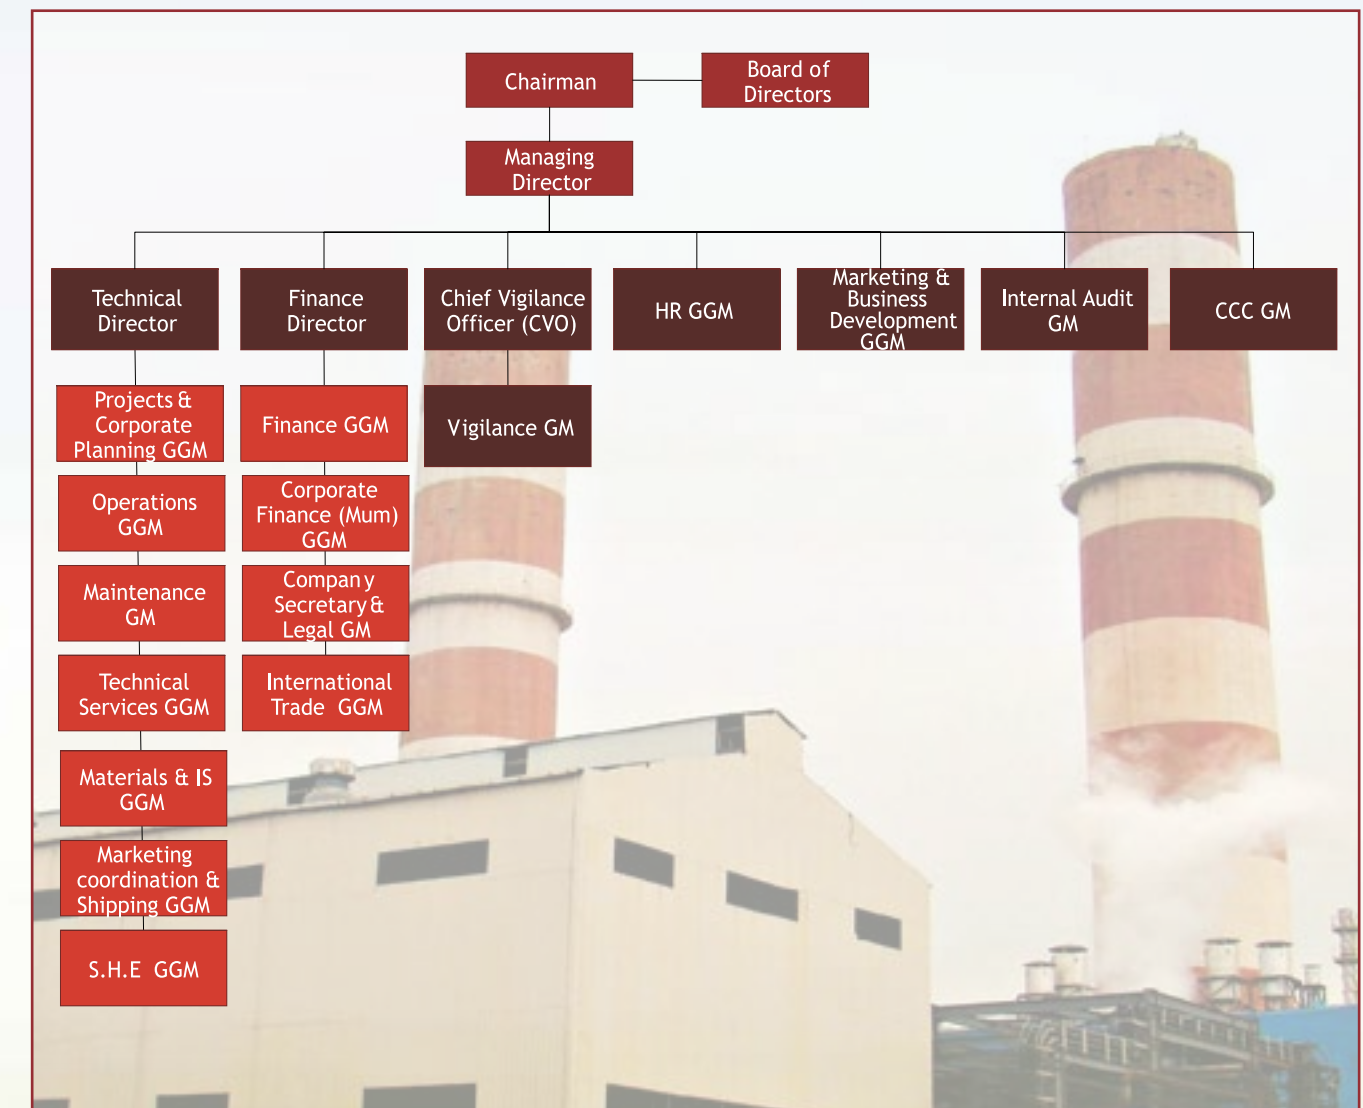 Chairman
Board of
Directors
Managing
Director
Technical
Director
Finance
Director
Chief Vigilance
Officer (CVO)
HR GGM
Marketing &
Business
Development
GGM
Internal Audit
GM
CCC GM
Projects &
Corporate
Planning GGM
Finance GGM
Vigilance GM
Operations
GGM
Corporate
Finance (Mum)
GGM
Maintenance
GM
Company
Secretary &
Legal GM
Technical
Services GGM
International
Trade GGM
Materials & IS
GGM
Marketing
coordination &
Shipping GGM
S.H.E GGM